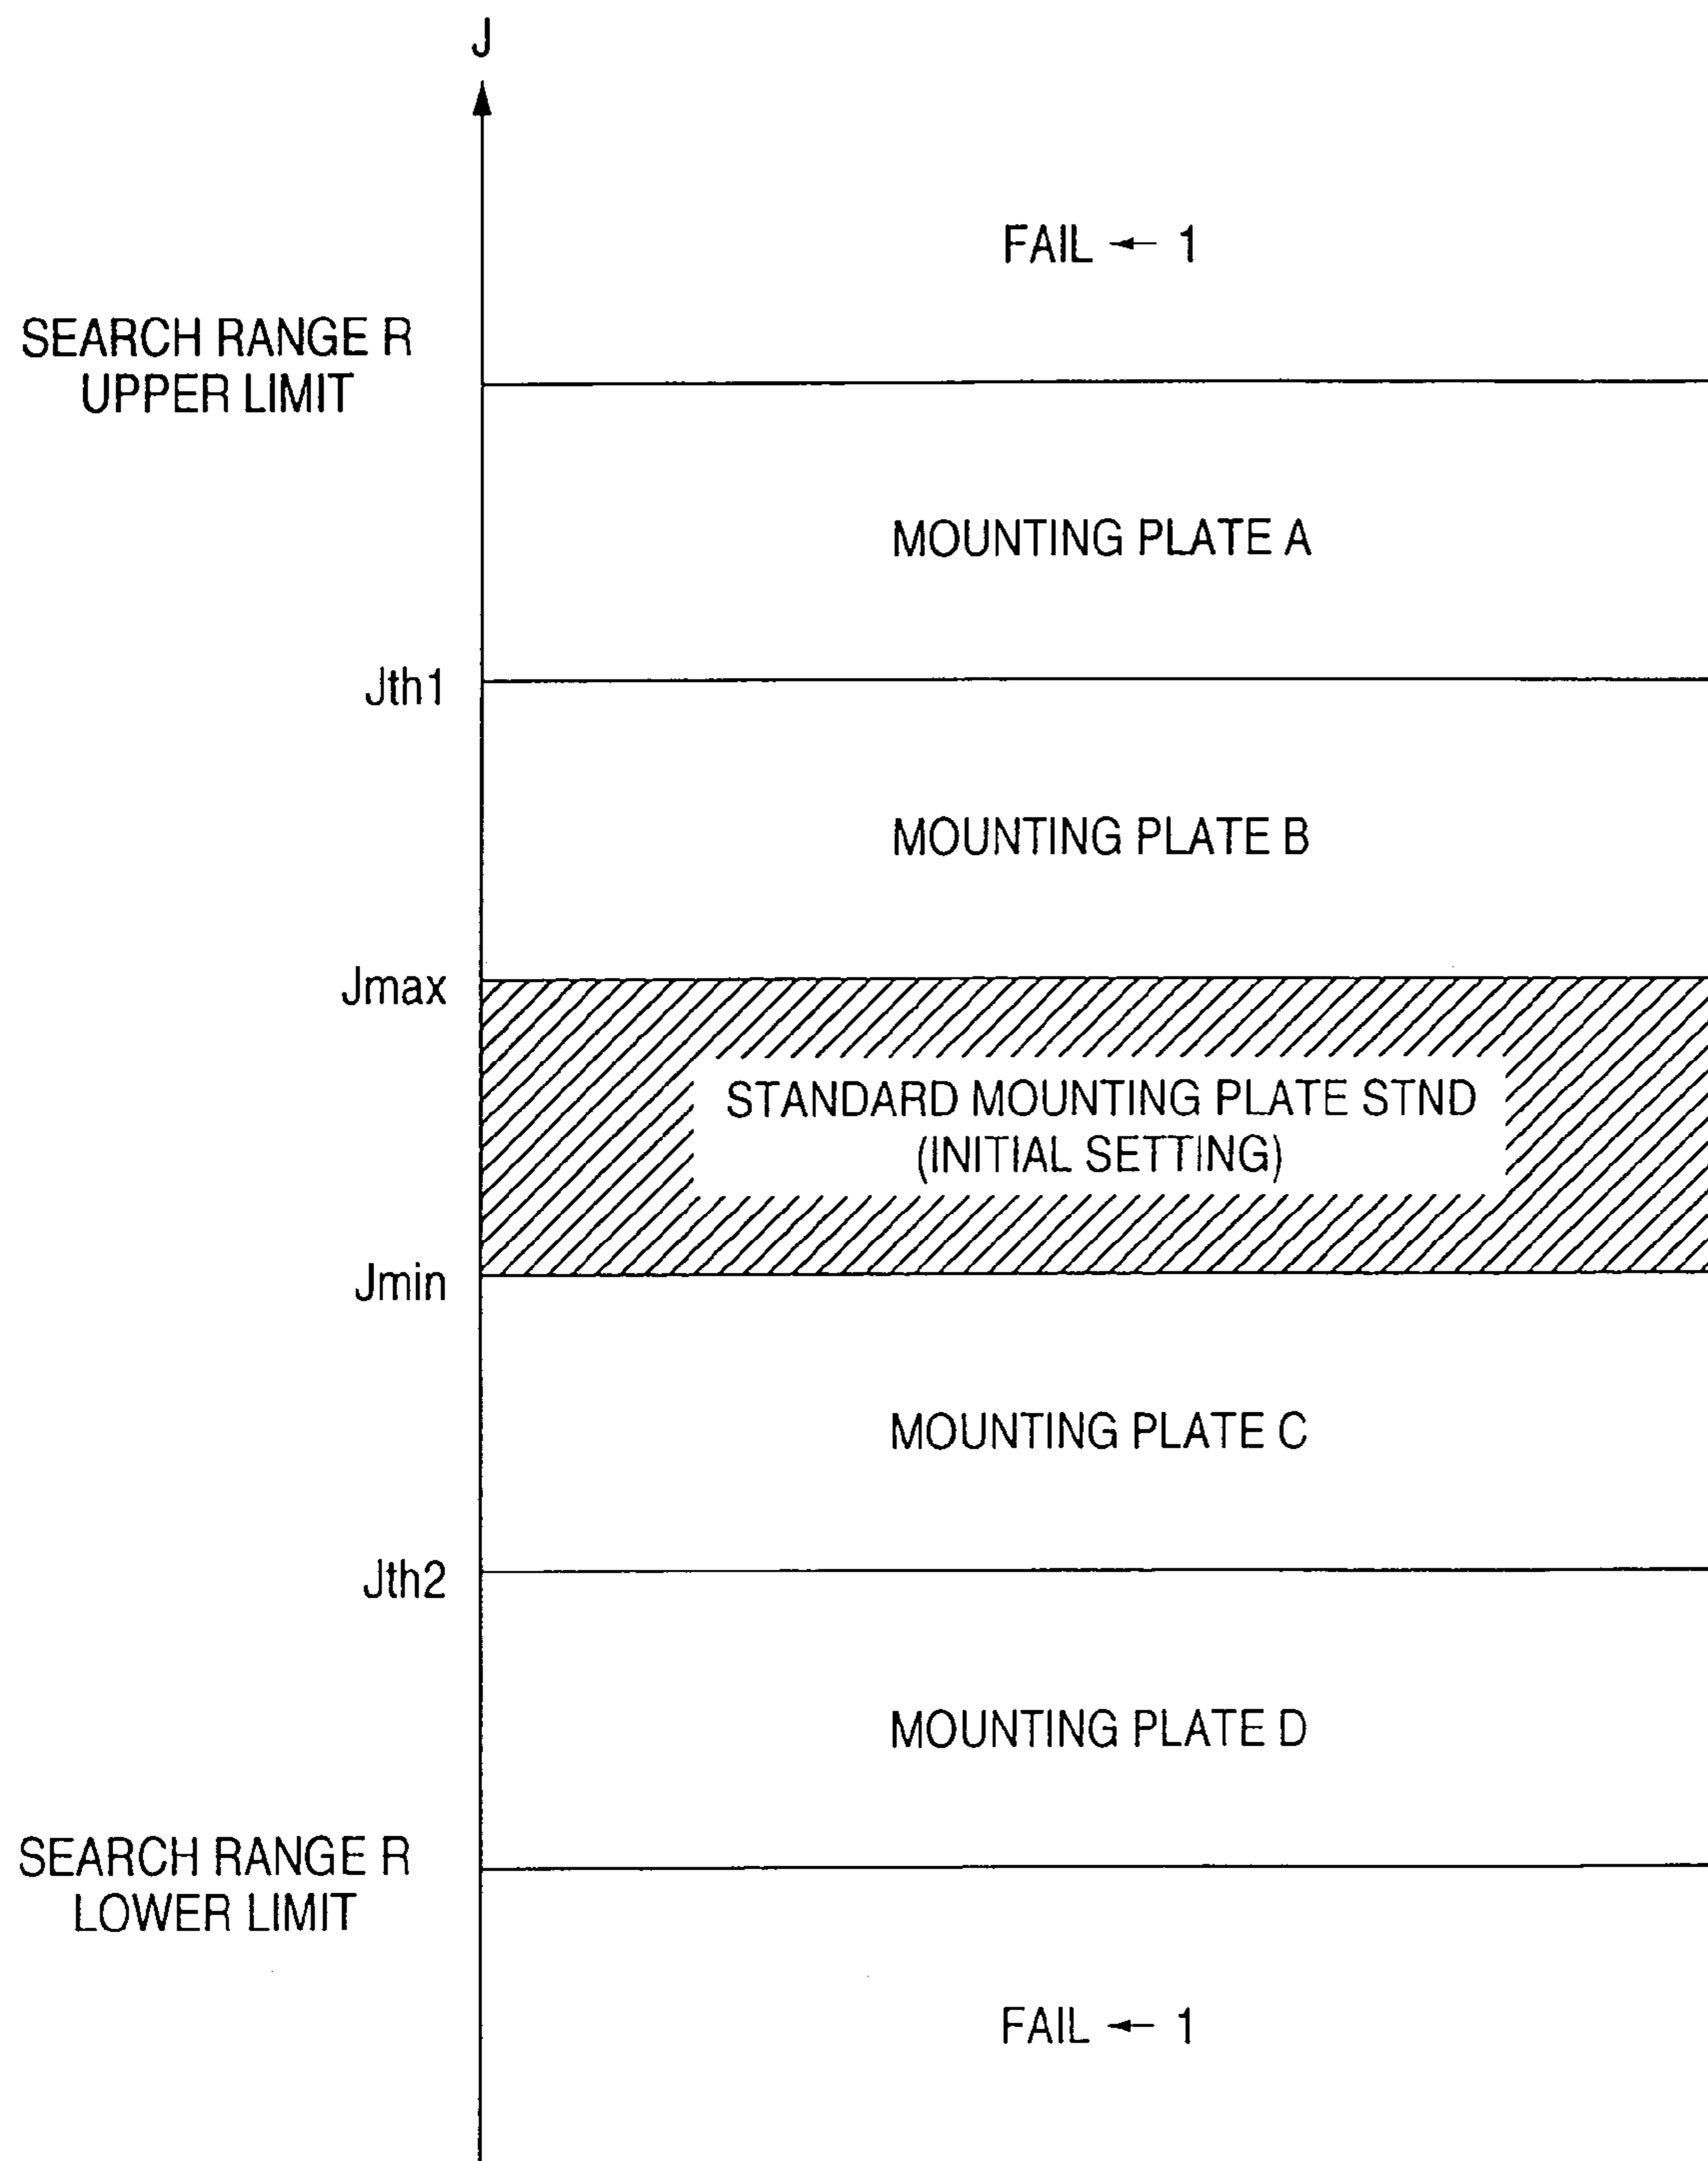 J
FAIL ← 1
SEARCH RANGE R
UPPER LIMIT
MOUNTING PLATE A
Jth1
MOUNTING PLATE B
Jmax
STANDARD MOUNTING PLATE STND
(INITIAL SETTING)
Jmin
MOUNTING PLATE C
Jth2
MOUNTING PLATE D
SEARCH RANGE R
LOWER LIMIT
FAIL ← 1